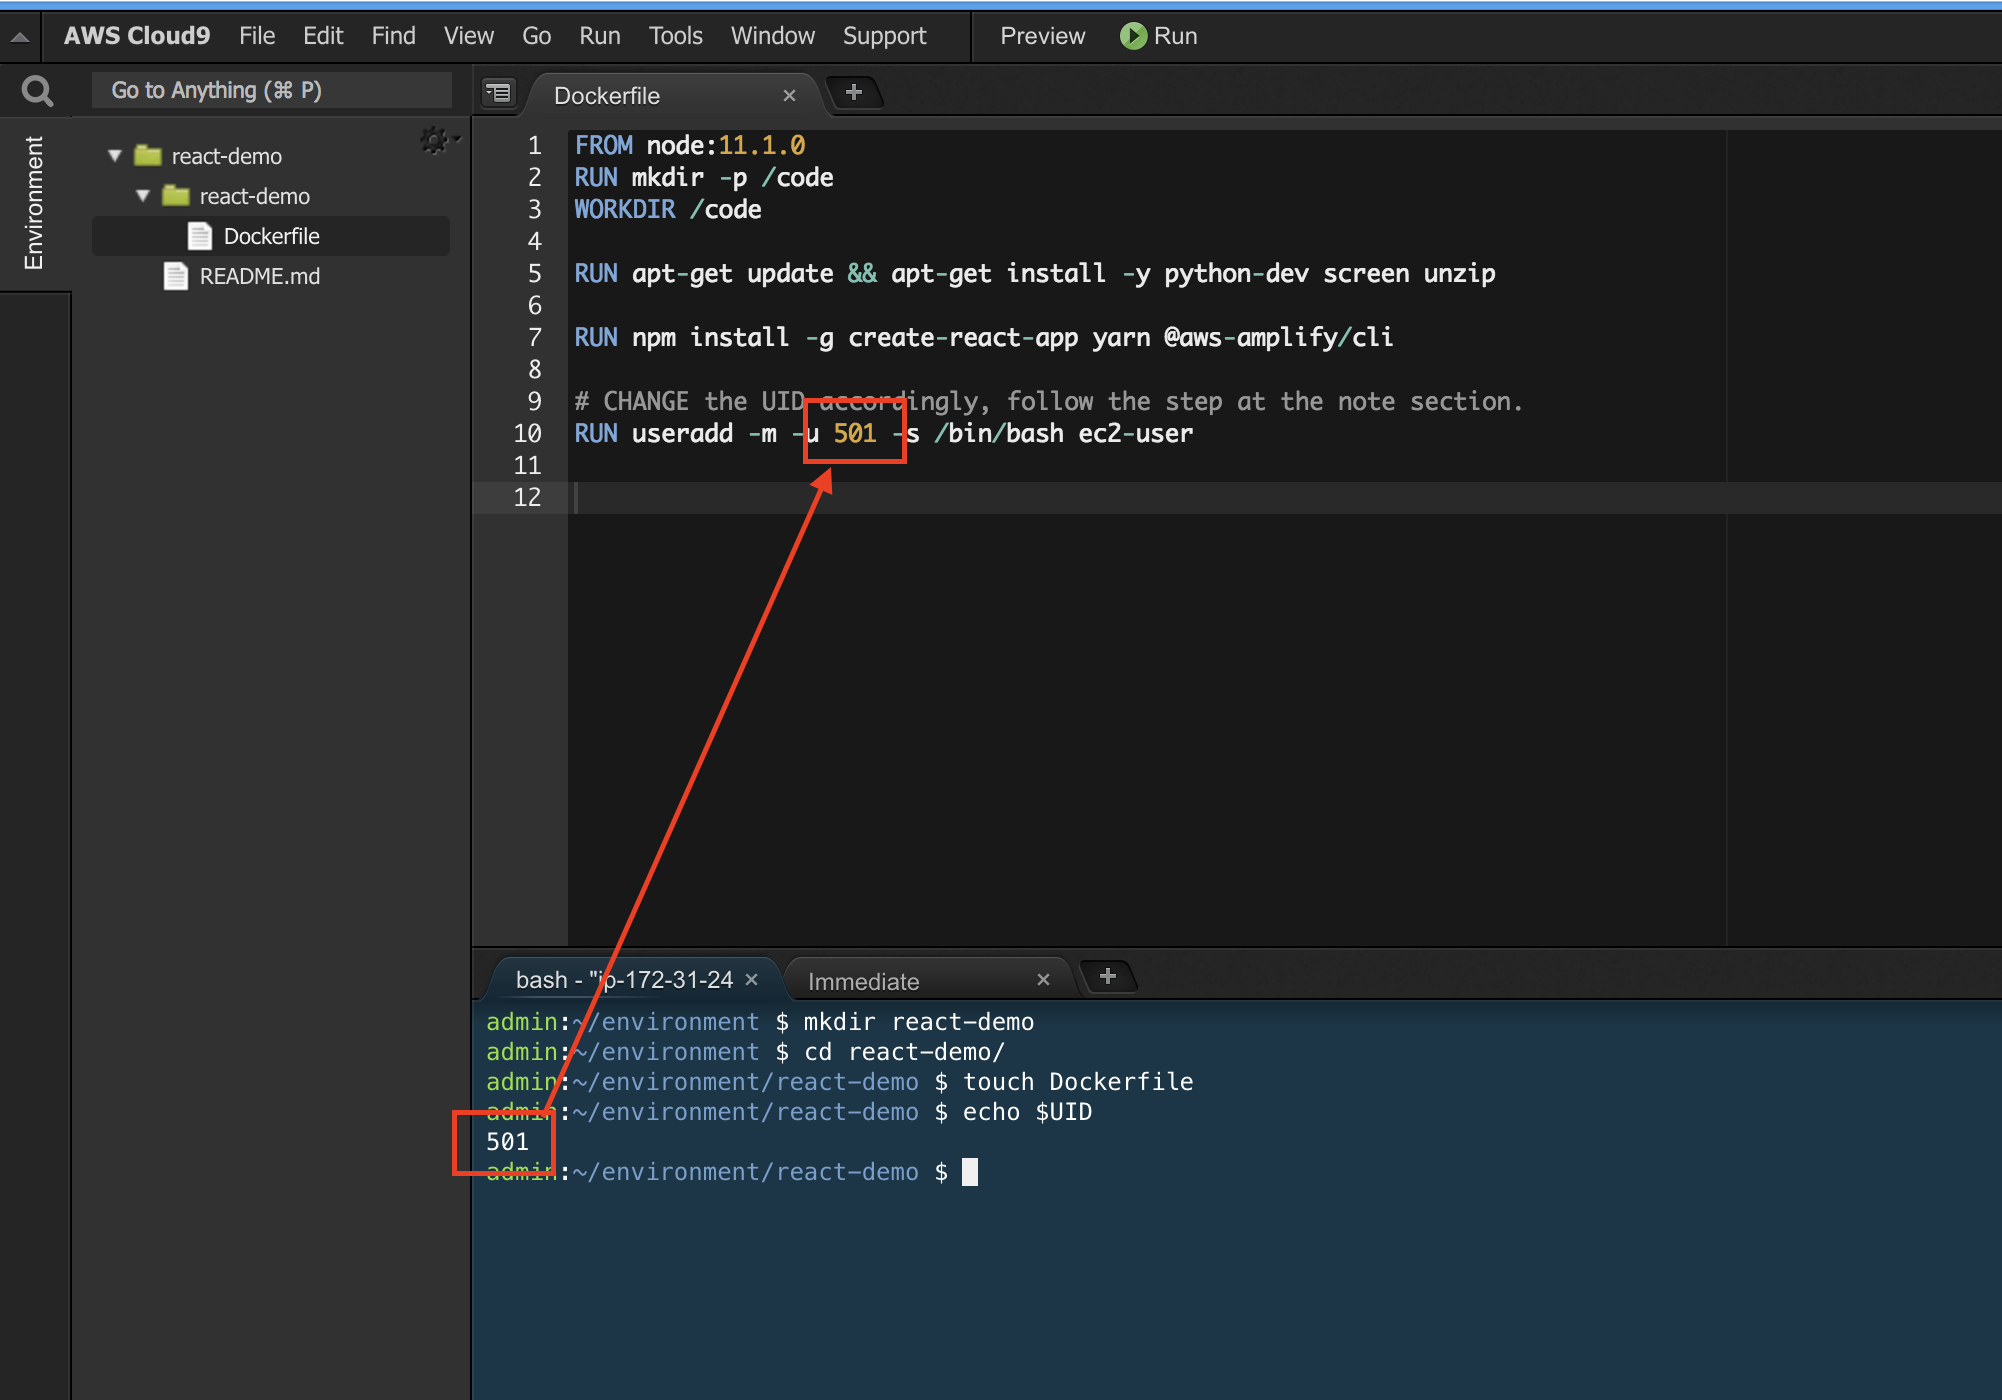 AWS Cloud9 File Edit Find View Go Run Tools Window Support Preview Run
Go to Anything (⌘ P)
Environment
react-demo
react-demo
Dockerfile
README.md
Dockerfile
1 FROM node:11.1.0
2 RUN mkdir -p /code
3 WORKDIR /code
4
5 RUN apt-get update && apt-get install -y python-dev screen unzip
6
7 RUN npm install -g create-react-app yarn @aws-amplify/cli
8
9 # CHANGE the UID accordingly, follow the step at the note section.
10 RUN useradd -m -u 501 -s /bin/bash ec2-user
11
12
bash - "ip-172-31-24 Immediate
admin:~/environment $ mkdir react-demo
admin:~/environment $ cd react-demo/
admin:~/environment/react-demo $ touch Dockerfile
admin:~/environment/react-demo $ echo $UID
501
admin:~/environment/react-demo $